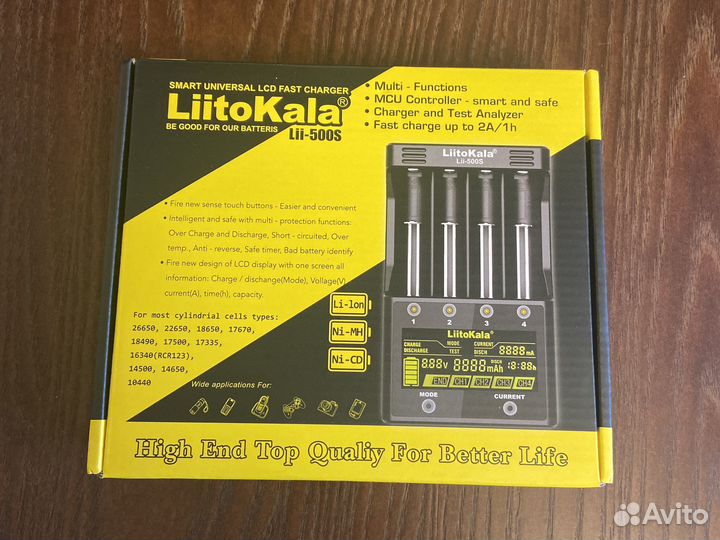 SMART UNIVERSAL LCD FAST CHARGER
LiitoKala®
BE GOOD FOR OUR BATTERIS
Lii-500S
• Multi - Functions
• MCU Controller - smart and safe
• Charger and Test Analyzer
• Fast charge up to 2A/1h
• Fire new sense touch buttons - Easier and convenient
• Intelligent and safe with multi - protection functions:
Over Charge and Discharge, Short - circuited, Over
temp., Anti - reverse, Safe timer, Bad battery identify
• Fire new design of LCD display with one screen all
information: Charge / dischange(Mode), Vollage(V)
current(A), time(h), capacity.
For most cylindrial cells types:
26650, 22650, 18650, 17670,
18490, 17500, 17335,
16340(RCR123),
14500, 14650,
10440
Li-lon
Ni-MH
Ni-CD
Wide applications For:
LiitoKala®
Lii-500S
1 2 3 4
LiitoKala®
CHARGE MODE CURRENT
DISCHARGE TEST DISCH 8888mA
8.88V 8888mAh DISCH 18:88h
END CH1 CH2 CH3 CH4
MODE CURRENT
High End Top Qualiy For Better Life
Avito